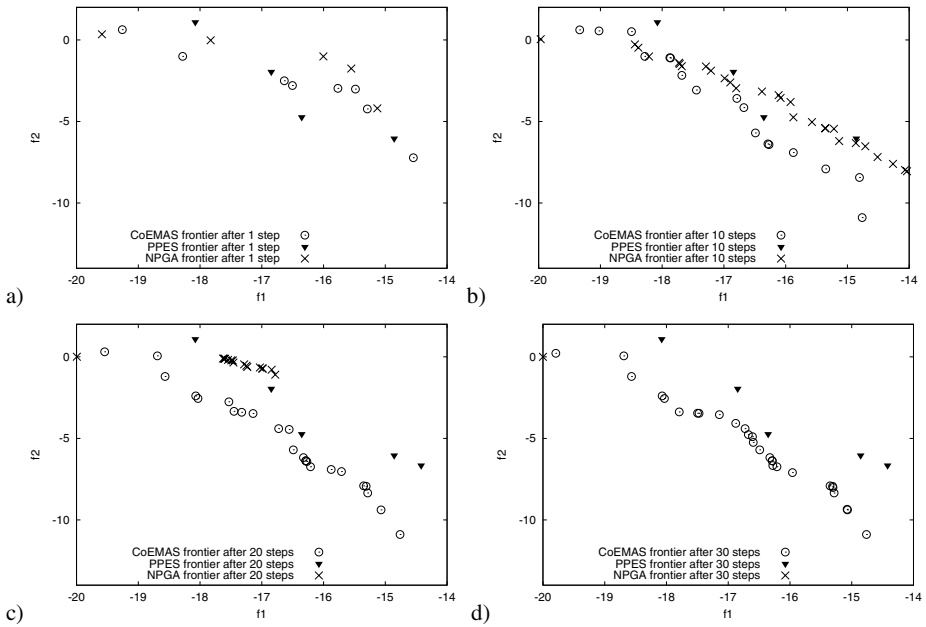 0
-5
-10
-20 -19 -18 -17 -16 -15 -14
f2
f1
CoEMAS frontier after 1 step
PPES frontier after 1 step
NPGA frontier after 1 step
a)
0
-5
-10
-20 -19 -18 -17 -16 -15 -14
f2
f1
CoEMAS frontier after 10 steps
PPES frontier after 10 steps
NPGA frontier after 10 steps
b)
0
-5
-10
-20 -19 -18 -17 -16 -15 -14
f2
f1
CoEMAS frontier after 20 steps
PPES frontier after 20 steps
NPGA frontier after 20 steps
c)
0
-5
-10
-20 -19 -18 -17 -16 -15 -14
f2
f1
CoEMAS frontier after 30 steps
PPES frontier after 30 steps
NPGA frontier after 30 steps
d)